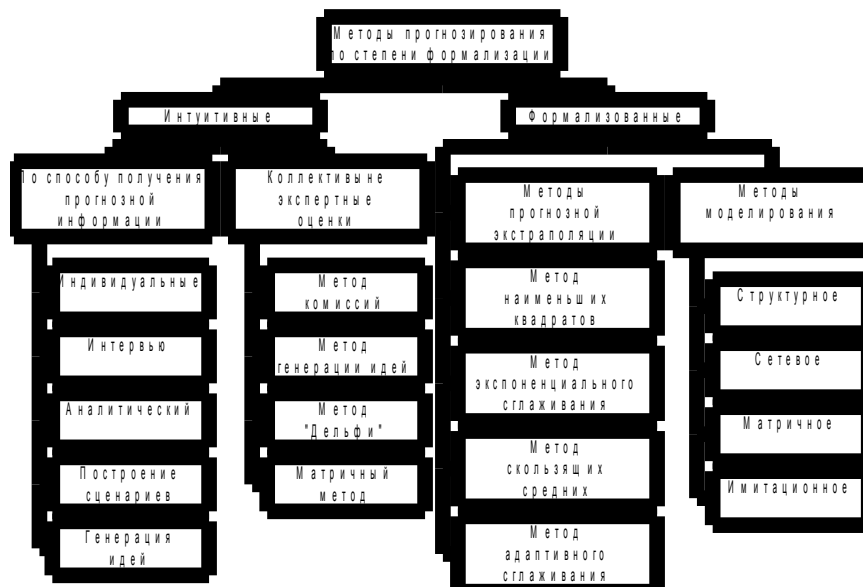 Методы прогнозирования
по степени формализации
Интуитивные
Формализованные
По способу получения
прогнозной
информации
Коллективыне
экспертные
оценки
Методы
прогнозной
экстраполяции
Методы
моделирования
Индивидуальные
Интервью
Аналитический
Построение
сценариев
Генерация
идей
Метод
комиссий
Метод
генерации идей
Метод
"Дельфи"
Матричный
метод
Метод
наименьших
квадратов
Метод
экспоненциального
сглаживания
Метод
скользящих
средних
Метод
адаптивного
сглаживания
Структурное
Сетевое
Матричное
Имитационное